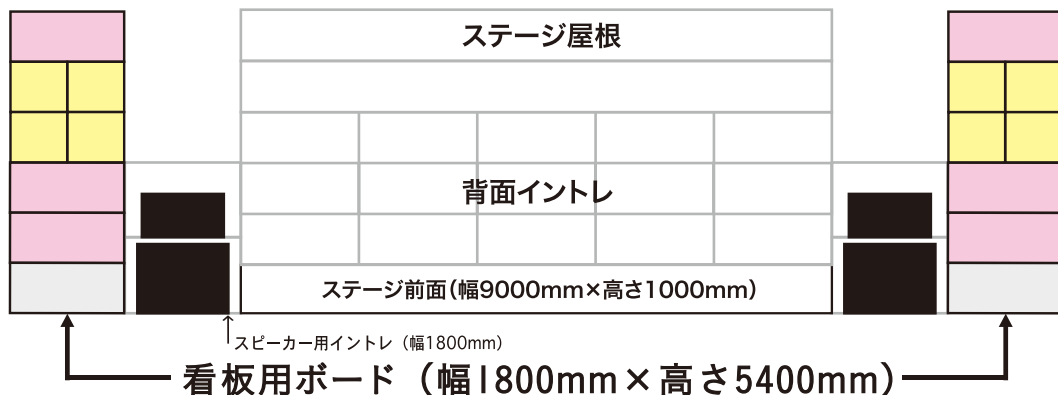 ステージ屋根
背面イントレ
ステージ前面(幅9000mm×高さ1000mm)
↑スピーカー用イントレ(幅1800mm)
看板用ボード(幅1800mm×高さ5400mm)